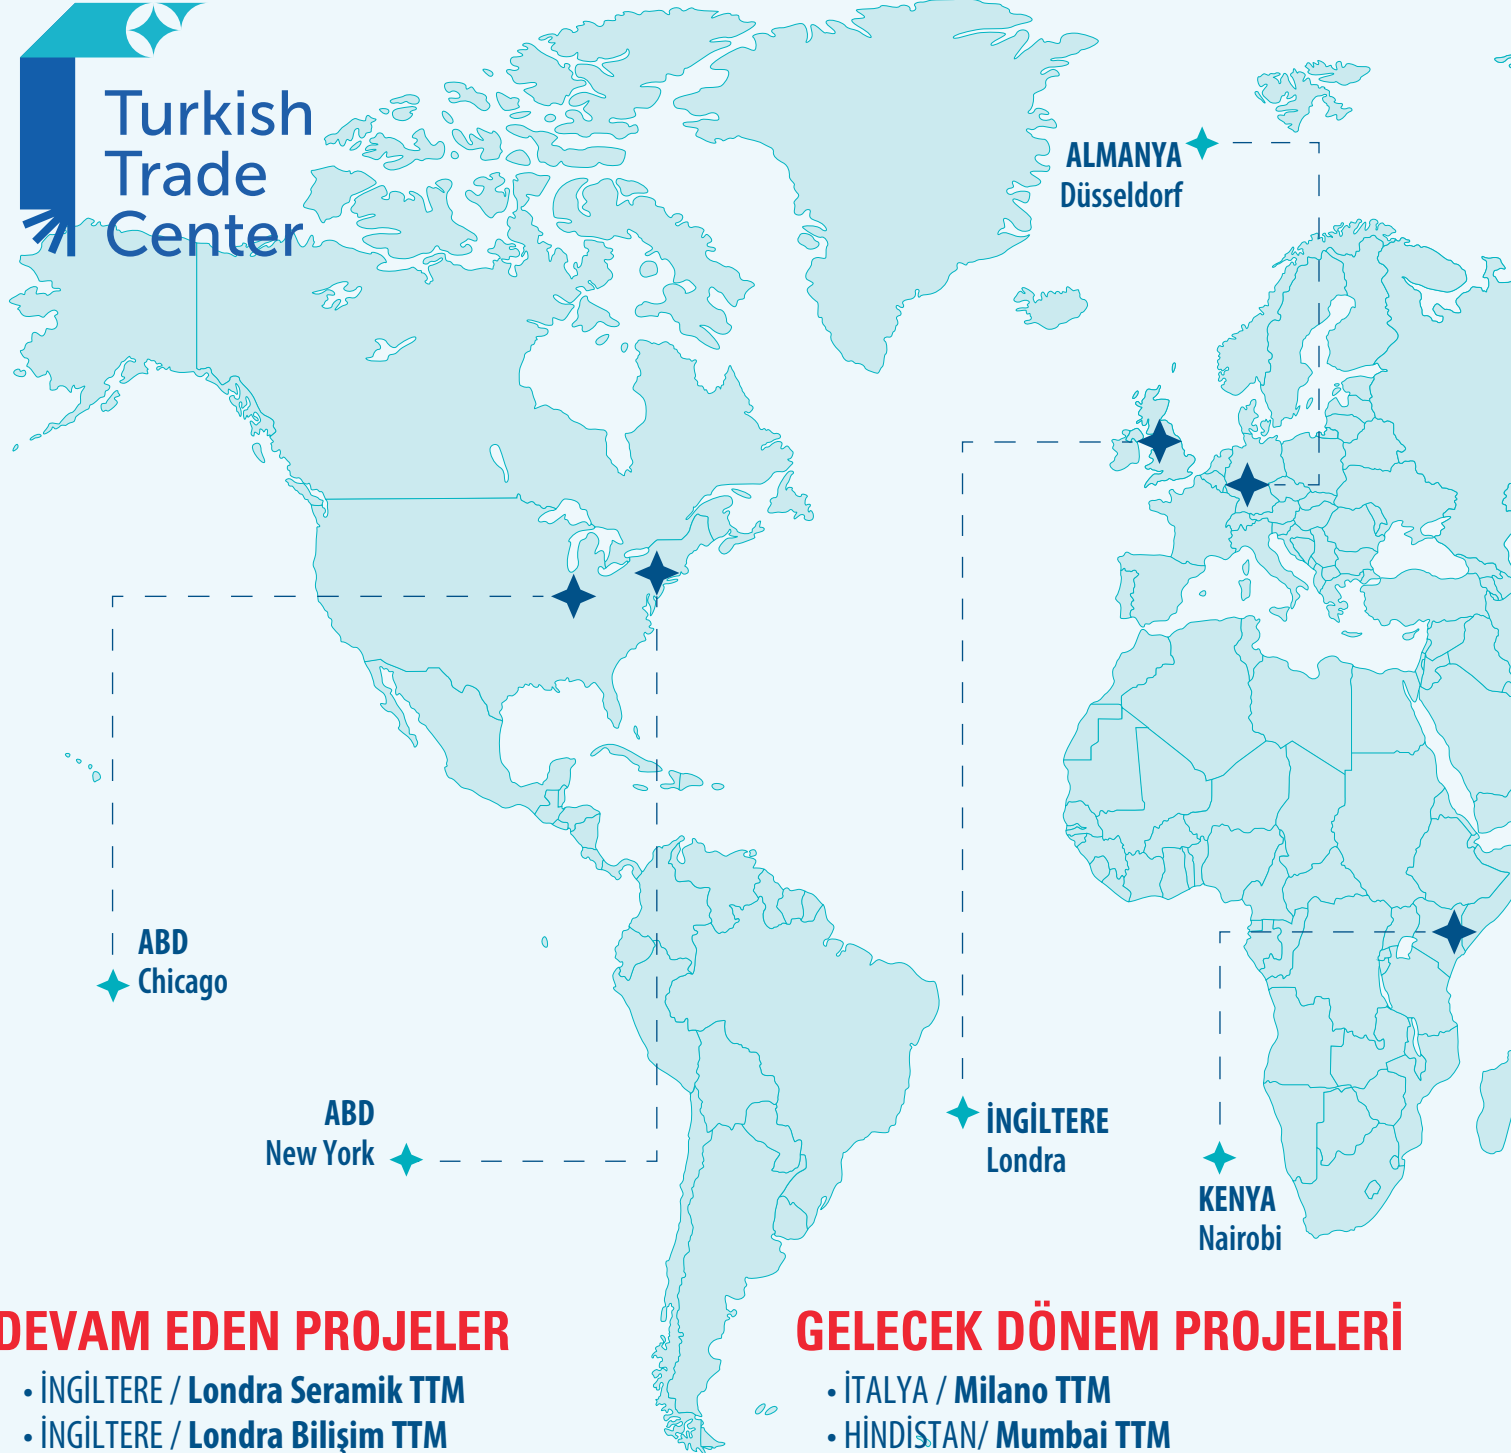 Turkish
Trade
Center
ALMANYA
Düsseldorf
ABD
Chicago
ABD
New York
İNGİLTERE
Londra
KENYA
Nairobi
DEVAM EDEN PROJELER
• İNGİLTERE / Londra Seramik TTM
• İNGİLTERE / Londra Bilişim TTM
GELECEK DÖNEM PROJELERİ
• İTALYA / Milano TTM
• HİNDİSTAN/ Mumbai TTM